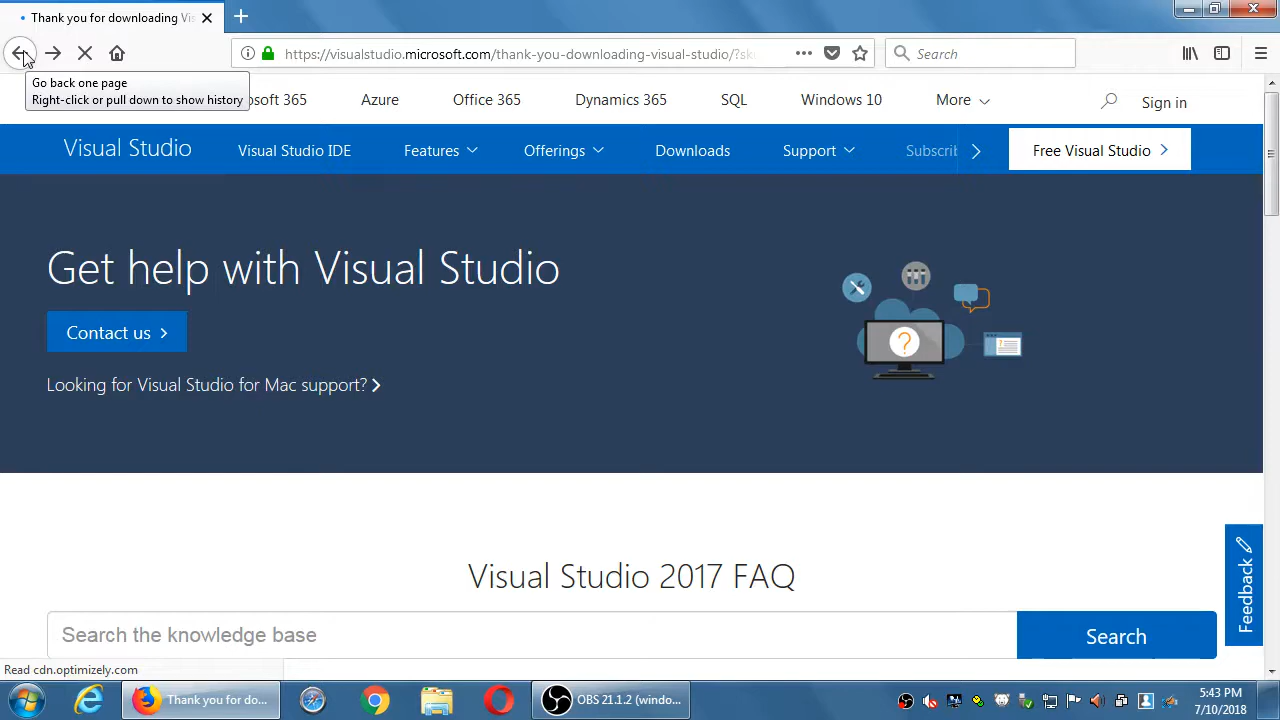 Thank you for downloading Vis
https://visualstudio.microsoft.com/thank-you-downloading-visual-studio/?sk
Search
Go back one page
Right-click or pull down to show history
osoft 365
Azure
Office 365
Dynamics 365
SQL
Windows 10
More
Sign in
Visual Studio
Visual Studio IDE
Features
Offerings
Downloads
Support
Subscrib
Free Visual Studio
Get help with Visual Studio
Contact us
Looking for Visual Studio for Mac support?
Visual Studio 2017 FAQ
Search the knowledge base
Search
Feedback
Read cdn.optimizely.com
Thank you for do...
OBS 21.1.2 (windo...
5:43 PM
7/10/2018